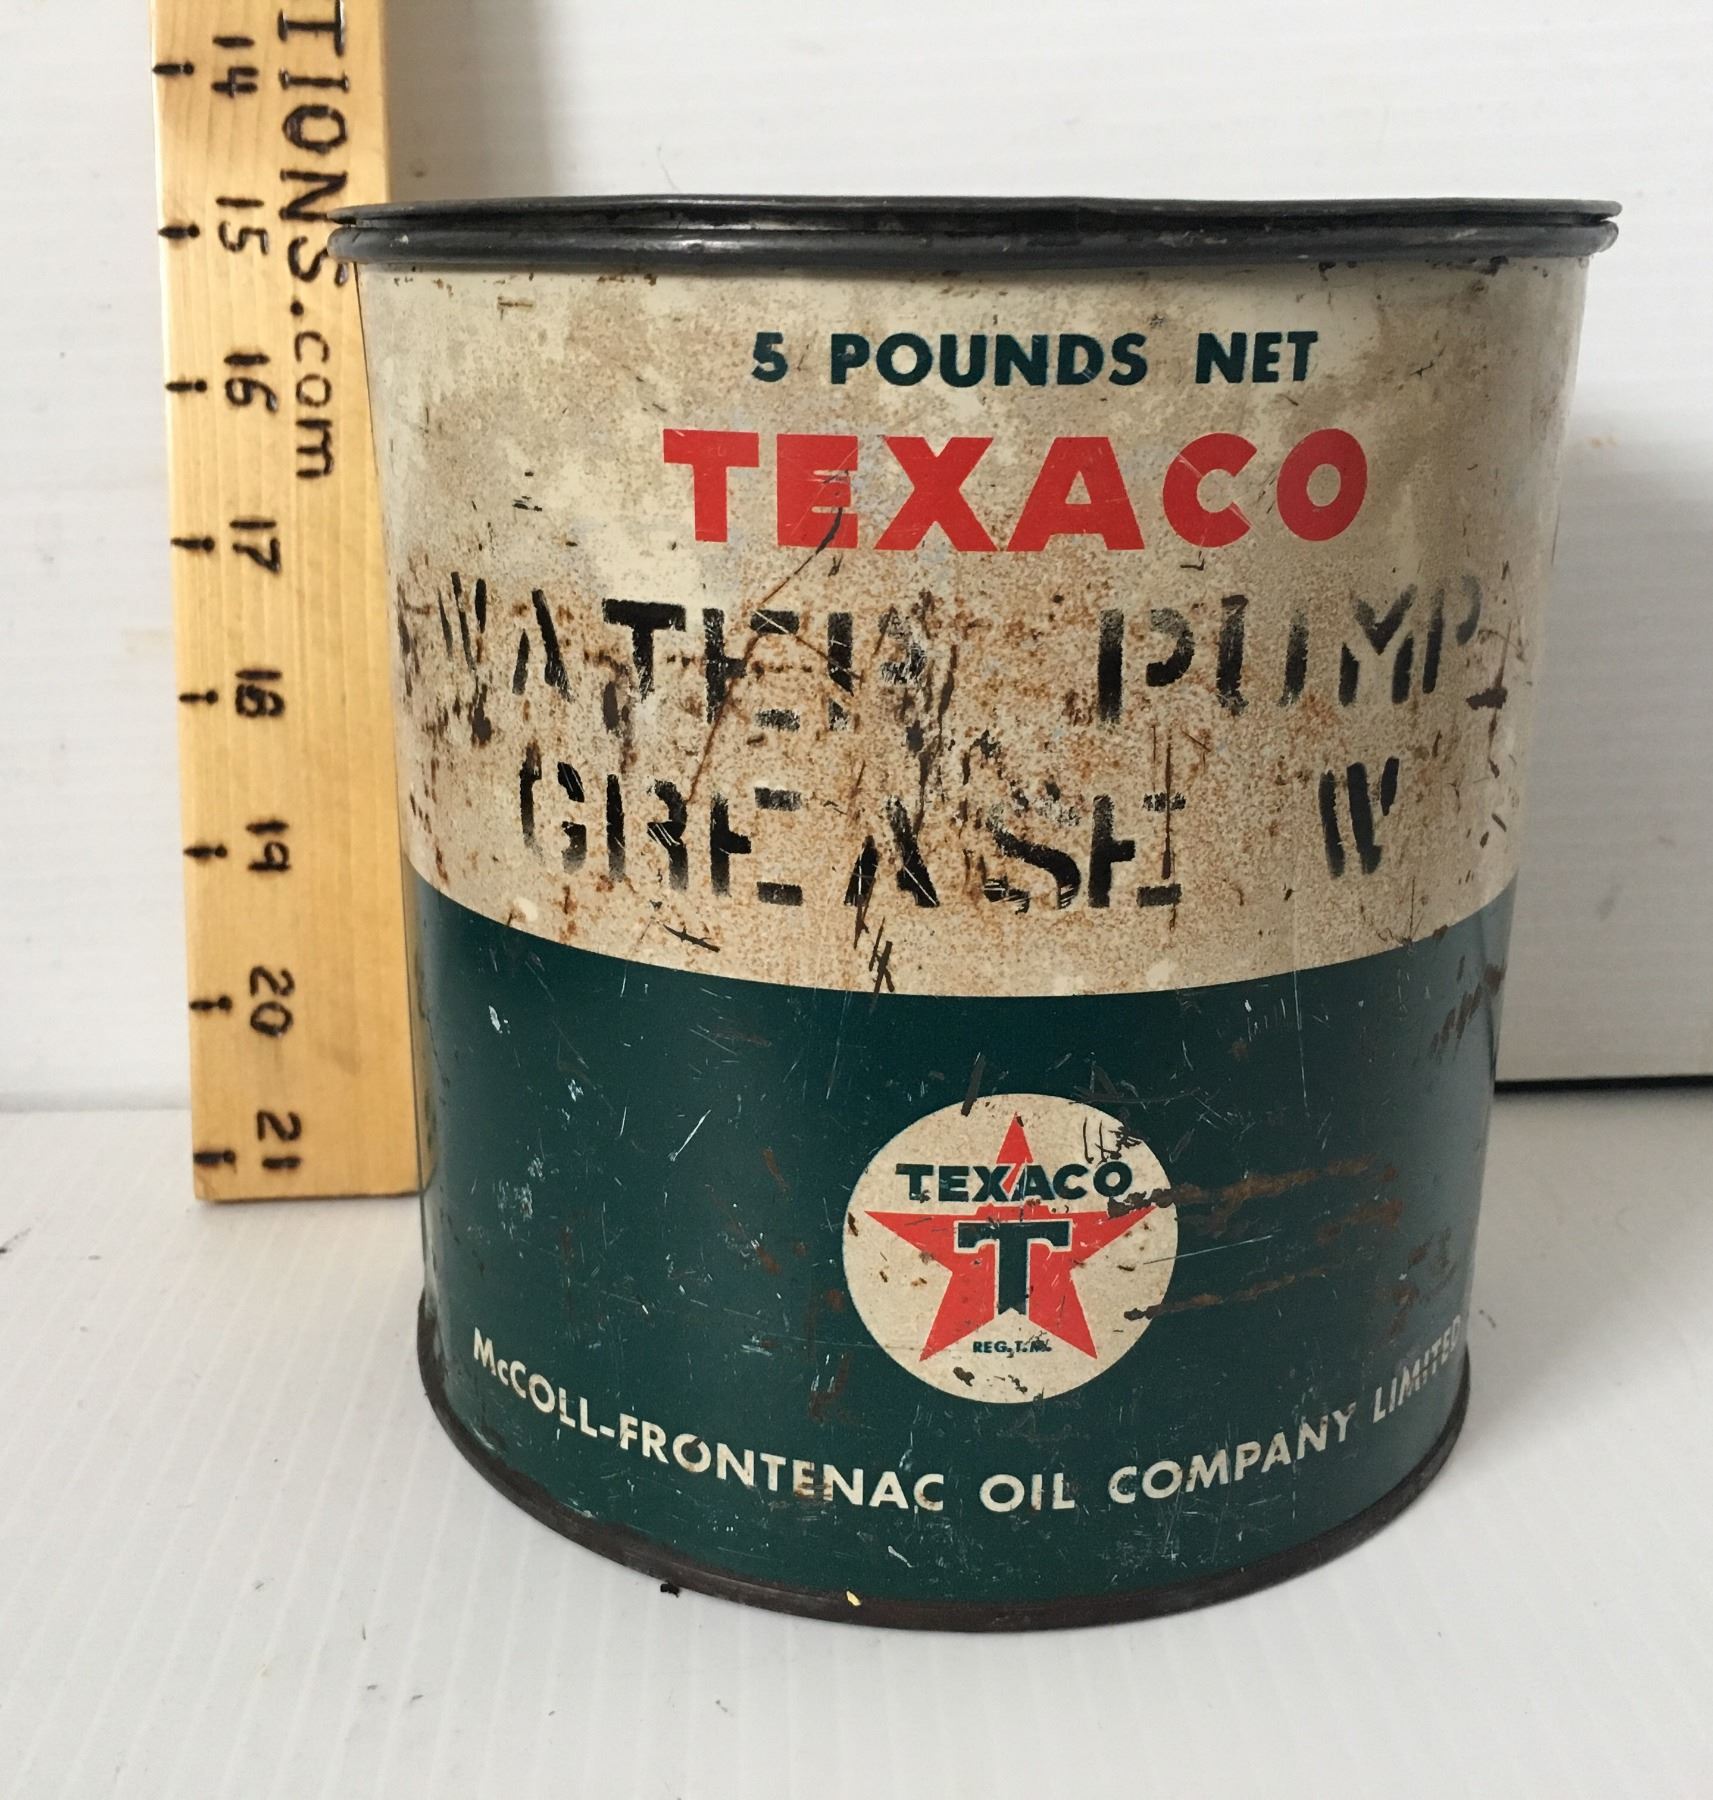 TIONS.com
14
15
16
17
18
19
20
21
5 POUNDS NET
TEXACO
WATER PUMP
GREASE W
TEXACO
T
REG. T.M.
McCOLL-FRONTENAC OIL COMPANY LIMITED